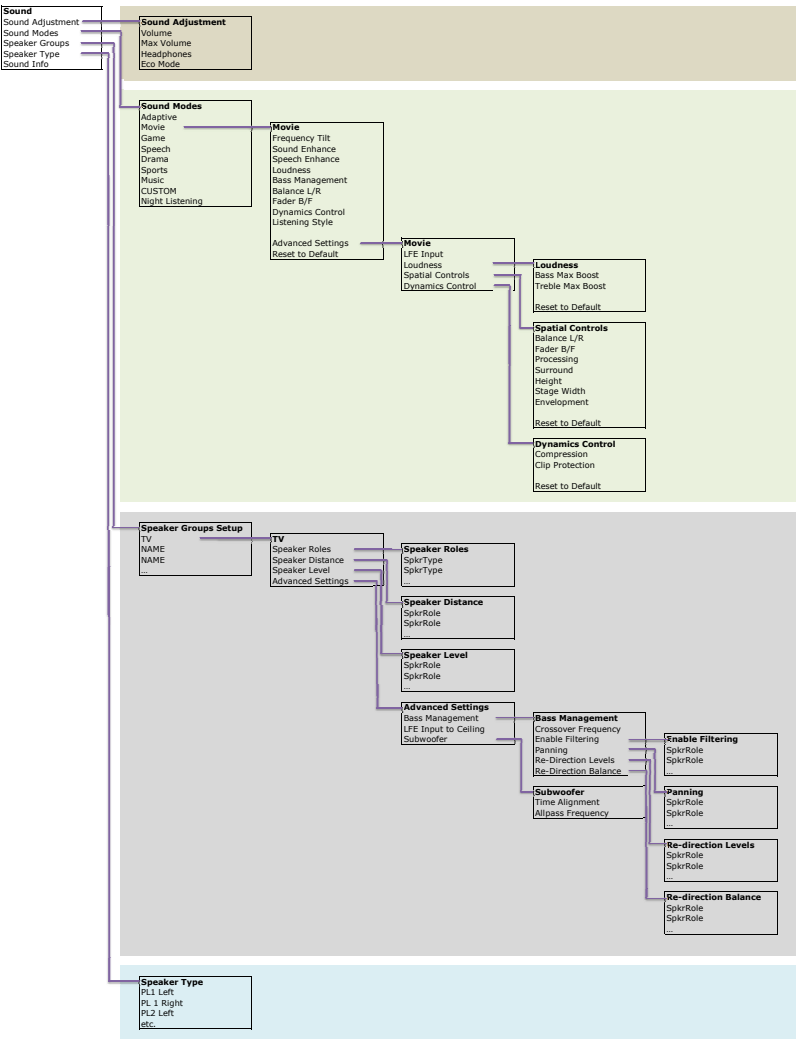 Sound
Sound Adjustment
Sound Modes
Speaker Groups
Speaker Type
Sound Info
Sound Adjustment
Volume
Max Volume
Headphones
Eco Mode
Sound Modes
Adaptive
Movie
Game
Speech
Drama
Sports
Music
CUSTOM
Night Listening
Movie
Frequency Tilt
Sound Enhance
Speech Enhance
Loudness
Bass Management
Balance L/R
Fader B/F
Dynamics Control
Listening Style
Advanced Settings
Reset to Default
Movie
LFE Input
Loudness
Spatial Controls
Dynamics Control
Loudness
Bass Max Boost
Treble Max Boost
Reset to Default
Spatial Controls
Balance L/R
Fader B/F
Processing
Surround
Height
Stage Width
Envelopment
Reset to Default
Dynamics Control
Compression
Clip Protection
Reset to Default
Speaker Groups Setup
TV
NAME
NAME
...
TV
Speaker Roles
Speaker Distance
Speaker Level
Advanced Settings
Speaker Roles
SpkrType
SpkrType
...
Speaker Distance
SpkrRole
SpkrRole
...
Speaker Level
SpkrRole
SpkrRole
...
Advanced Settings
Bass Management
LFE Input to Ceiling
Subwoofer
Bass Management
Crossover Frequency
Enable Filtering
Panning
Re-Direction Levels
Re-Direction Balance
Subwoofer
Time Alignment
Allpass Frequency
Enable Filtering
SpkrRole
SpkrRole
...
Panning
SpkrRole
SpkrRole
...
Re-direction Levels
SpkrRole
SpkrRole
...
Re-direction Balance
SpkrRole
SpkrRole
...
Speaker Type
PL1 Left
PL 1 Right
PL2 Left
etc.